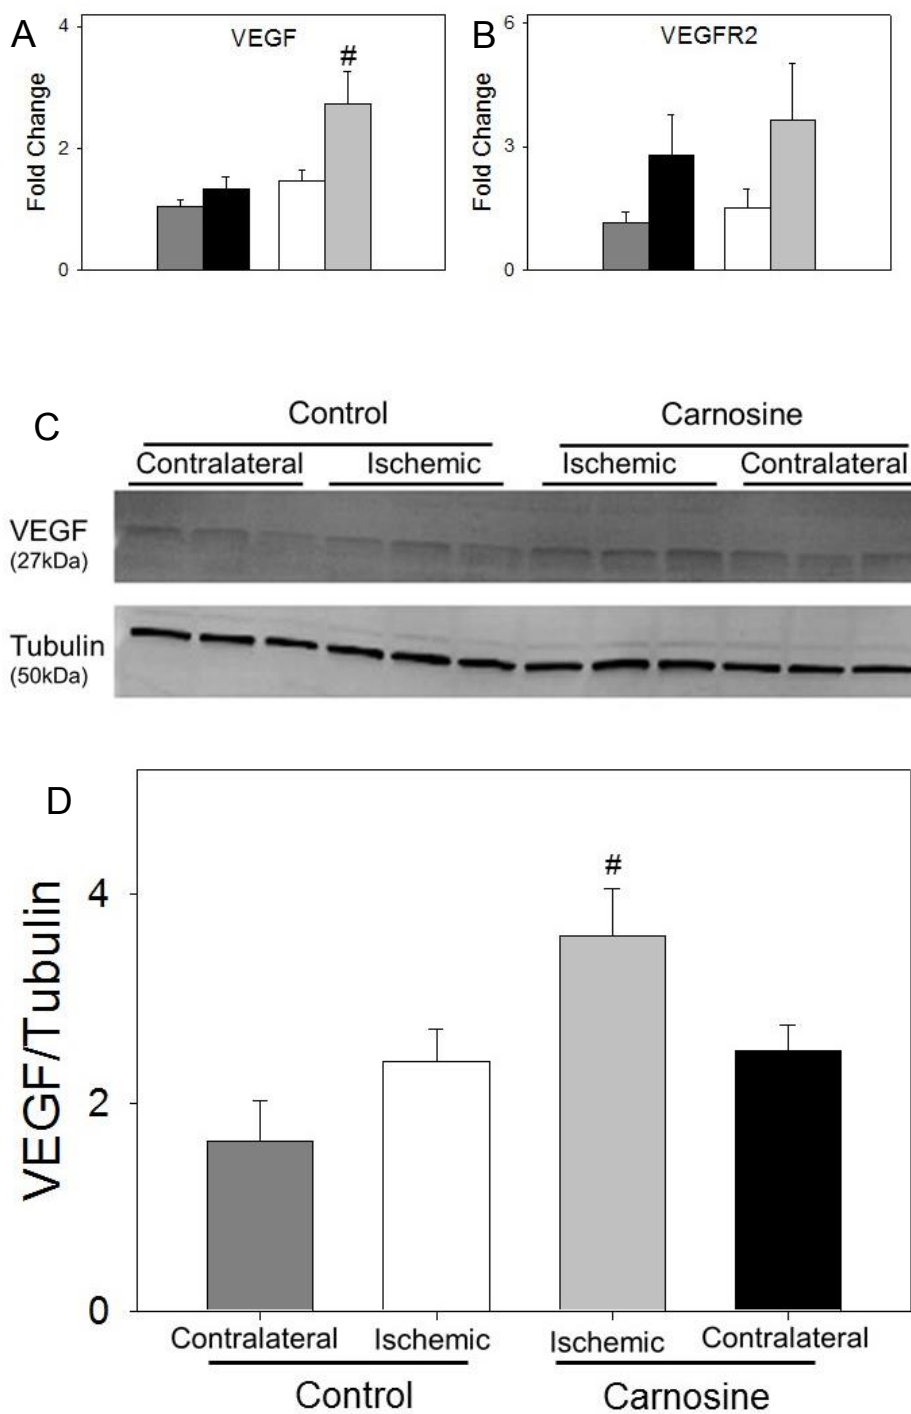 A
VEGF
#
Fold Change
4
2
0
B
VEGFR2
Fold Change
6
3
0
C
Control
Carnosine
Contralateral
Ischemic
Ischemic
Contralateral
VEGF
(27kDa)
Tubulin
(50kDa)
D
#
VEGF/Tubulin
4
2
0
Contralateral
Ischemic
Ischemic
Contralateral
Control
Carnosine